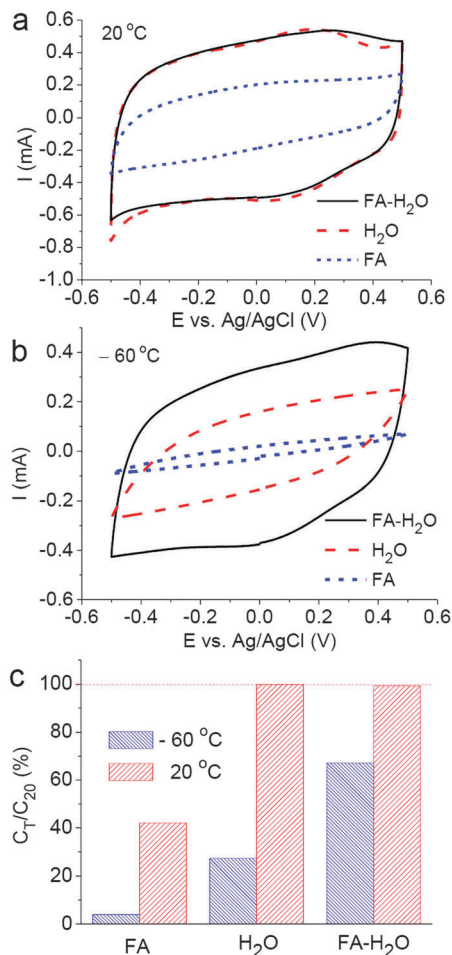 a
20 °C
0.6
0.4
0.2
0.0
-0.2
-0.4
-0.6
-0.8
-1.0
I (mA)
FA-H₂O
H₂O
FA
-0.6 -0.4 -0.2 0.0 0.2 0.4 0.6
E vs. Ag/AgCl (V)
b
– 60 °C
0.4
0.2
0.0
-0.2
-0.4
-0.6
I (mA)
FA-H₂O
H₂O
FA
-0.6 -0.4 -0.2 0.0 0.2 0.4 0.6
E vs. Ag/AgCl (V)
c
100
80
60
40
20
0
C_T/C₂₀ (%)
- 60 °C
20 °C
FA H₂O FA-H₂O